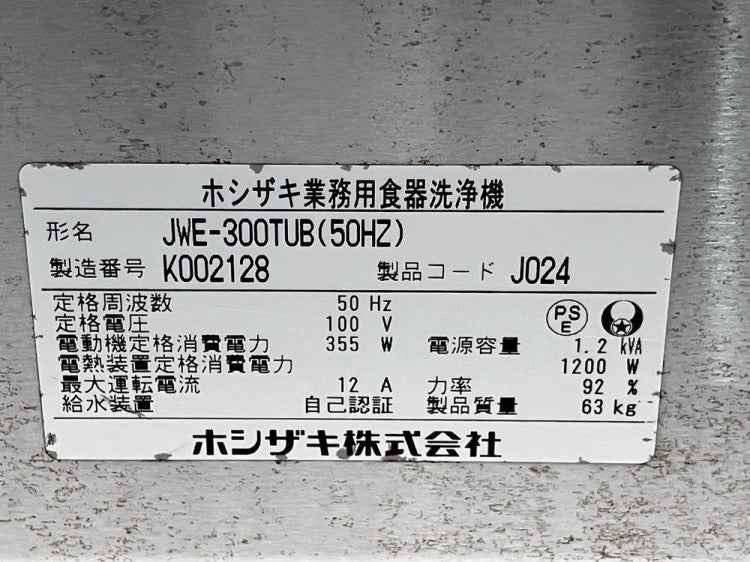 ホシザキ業務用食器洗浄機
形名 JWE-300TUB(50HZ)
製造番号 K002128 製品コード J024
定格周波数 50 Hz
定格電圧 100 V
電動機定格消費電力 355 W 電源容量 1.2 kVA
電熱装置定格消費電力 1200 W
最大運転電流 12 A 力率 92 %
給水装置 自己認証 製品質量 63 kg
PS
E
ホシザキ株式会社